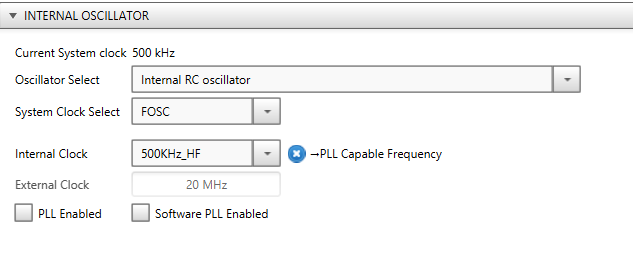 INTERNAL OSCILLATOR
Current System clock 500 kHz
Oscillator Select Internal RC oscillator
System Clock Select FOSC
Internal Clock 500KHz_HF →PLL Capable Frequency
External Clock 20 MHz
PLL Enabled Software PLL Enabled